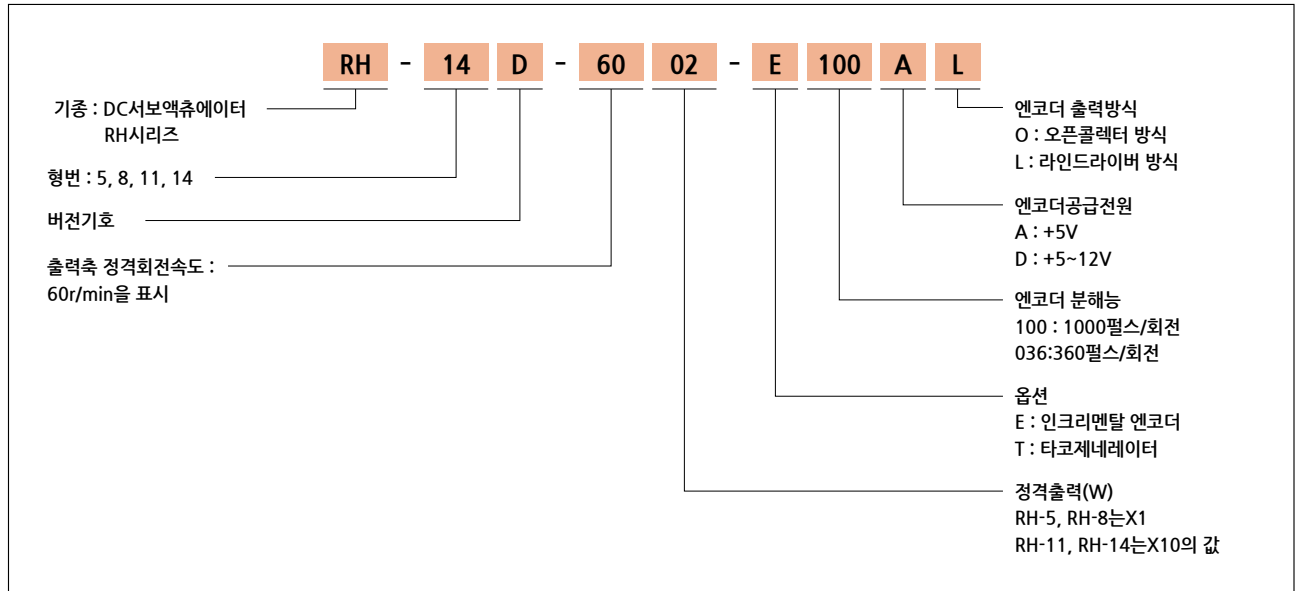 RH - 14 D - 60 02 - E 100 A L
기종 : DC서보액츄에이터
RH시리즈
형번 : 5, 8, 11, 14
버전기호
출력축 정격회전속도 :
60r/min을 표시
엔코더 출력방식
O : 오픈콜렉터 방식
L : 라인드라이버 방식
엔코더공급전원
A : +5V
D : +5~12V
엔코더 분해능
100 : 1000펄스/회전
036:360펄스/회전
옵션
E : 인크리멘탈 엔코더
T : 타코제네레이터
정격출력(W)
RH-5, RH-8는X1
RH-11, RH-14는X10의 값